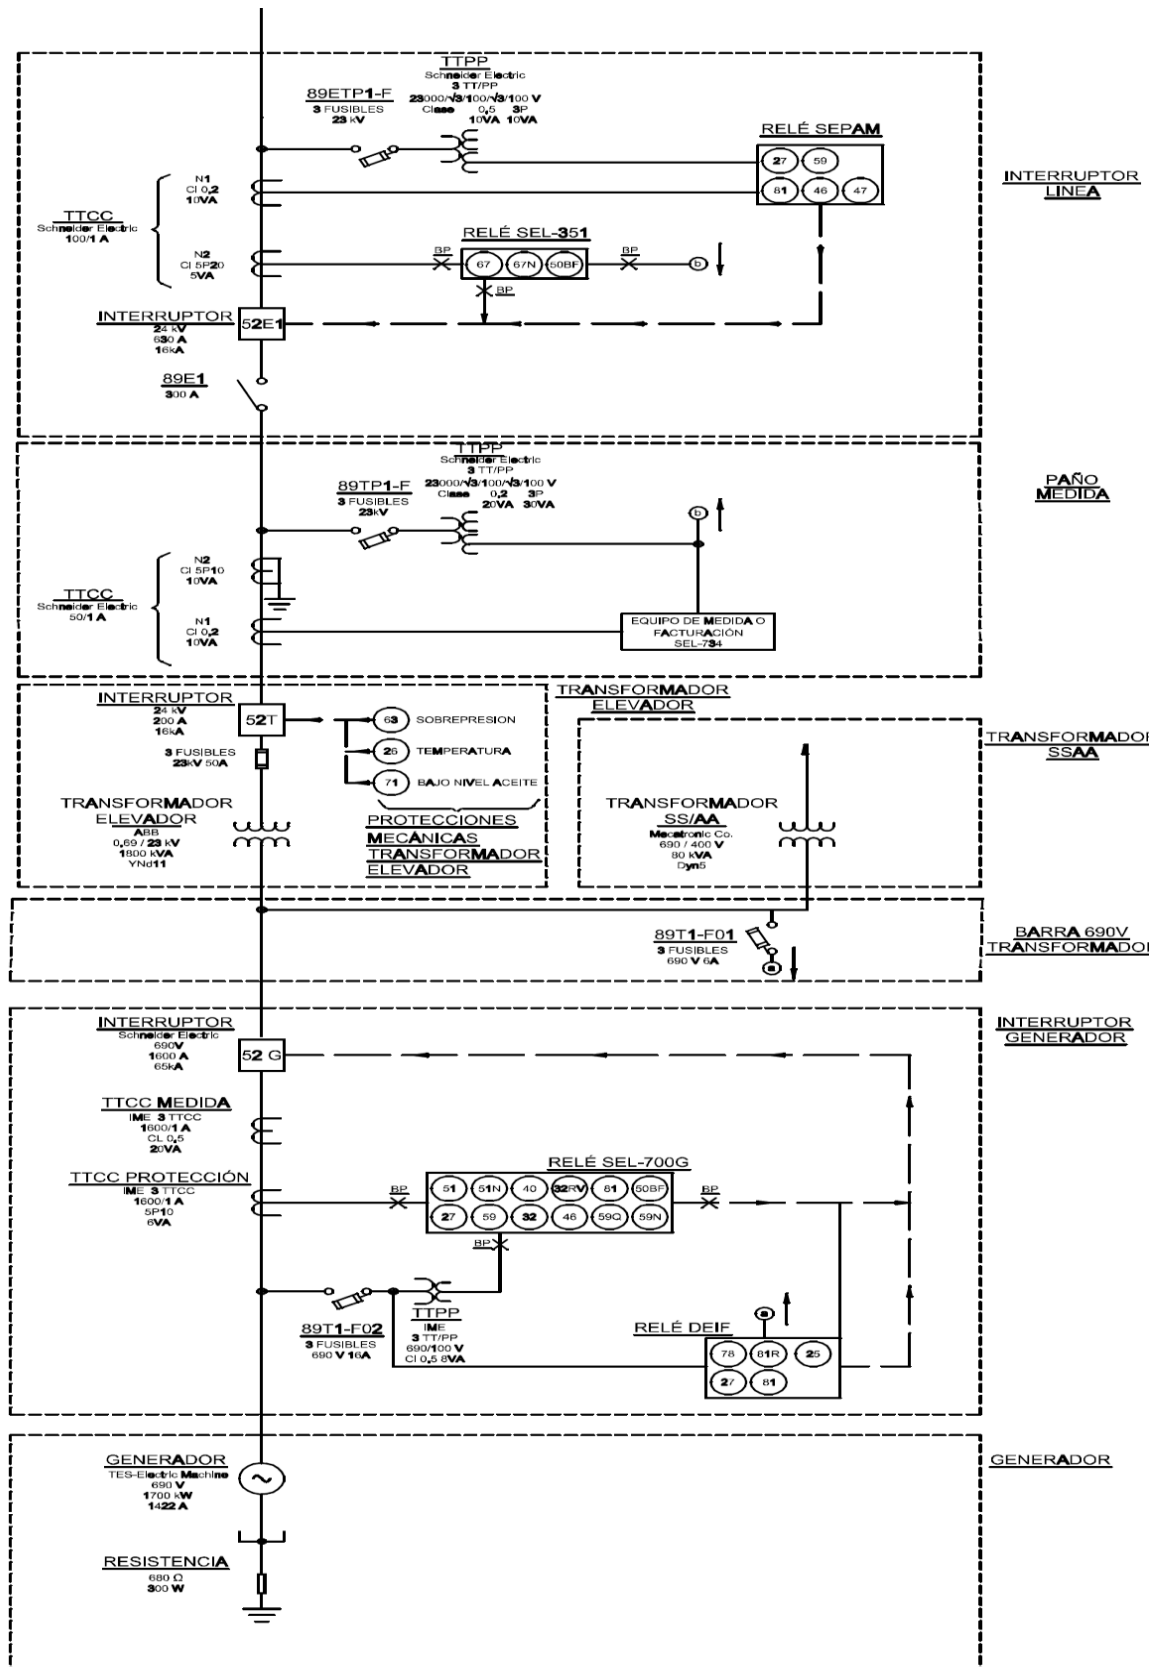 TTPP
Schneider Electric
3 TT/PP
23000/√3/100/√3/100 V
Clase 0,5 3P
10VA 10VA
89ETP1-F
3 FUSIBLES
23 kV
RELÉ SEPAM
27 59
81 46 47
INTERRUPTOR
LINEA
N1
Cl 0,2
10VA
TTCC
Schneider Electric
100/1 A
N2
Cl 5P20
5VA
RELÉ SEL-351
BP
67 67N 50BF
BP
b
BP
INTERRUPTOR
24 kV
630 A
16kA
52E1
89E1
300 A
TTPP
Schneider Electric
3 TT/PP
23000/√3/100/√3/100 V
Clase 0,2 3P
20VA 30VA
89TP1-F
3 FUSIBLES
23kV
b
PAÑO
MEDIDA
N2
Cl 5P10
10VA
TTCC
Schneider Electric
50/1 A
N1
Cl 0,2
10VA
EQUIPO DE MEDIDA O
FACTURACIÓN
SEL-734
INTERRUPTOR
24 kV
200 A
16kA
52T
3 FUSIBLES
23kV 50A
63 SOBREPRESION
26 TEMPERATURA
71 BAJO NIVEL ACEITE
PROTECCIONES
MECÁNICAS
TRANSFORMADOR
ELEVADOR
TRANSFORMADOR
ELEVADOR
TRANSFORMADOR
ELEVADOR
ABB
0,69 / 23 kV
1800 kVA
YNd11
TRANSFORMADOR
SS/AA
Mecatronic Co.
690 / 400 V
80 kVA
Dyn5
TRANSFORMADOR
SSAA
89T1-F01
3 FUSIBLES
690 V 6A
a
BARRA 690V
TRANSFORMADOR
INTERRUPTOR
Schneider Electric
690V
1600 A
65kA
52 G
INTERRUPTOR
GENERADOR
TTCC MEDIDA
IME 3 TTCC
1600/1 A
CL 0,5
20VA
TTCC PROTECCIÓN
IME 3 TTCC
1600/1 A
5P10
6VA
RELÉ SEL-700G
BP
51 51N 40 32RV 81 50BF
27 59 32 46 59Q 59N
BP
BP
89T1-F02
3 FUSIBLES
690 V 16A
TTPP
IME
3 TT/PP
690/100 V
Cl 0,5 8VA
RELÉ DEIF
a
78 81R 25
27 81
GENERADOR
TES-Electric Machine
690 V
1700 kW
1422 A
GENERADOR
RESISTENCIA
680 Ω
300 W